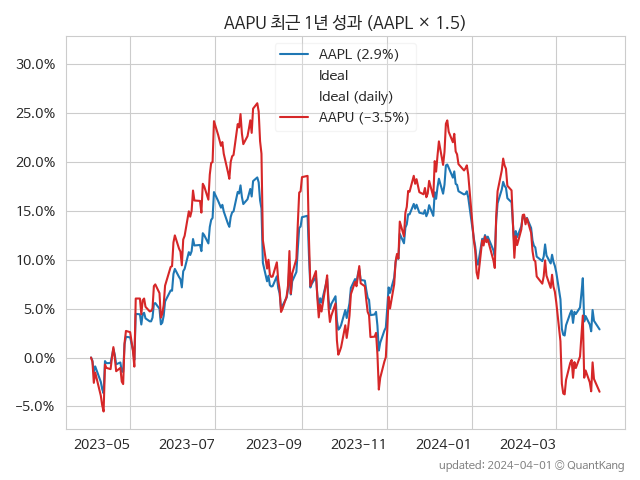 AAPU 최근 1년 성과 (AAPL × 1.5)
AAPL (2.9%)
Ideal
Ideal (daily)
AAPU (−3.5%)
30.0%
25.0%
20.0%
15.0%
10.0%
5.0%
0.0%
−5.0%
2023−05 2023−07 2023−09 2023−11 2024−01 2024−03
updated: 2024−04−01 © QuantKang